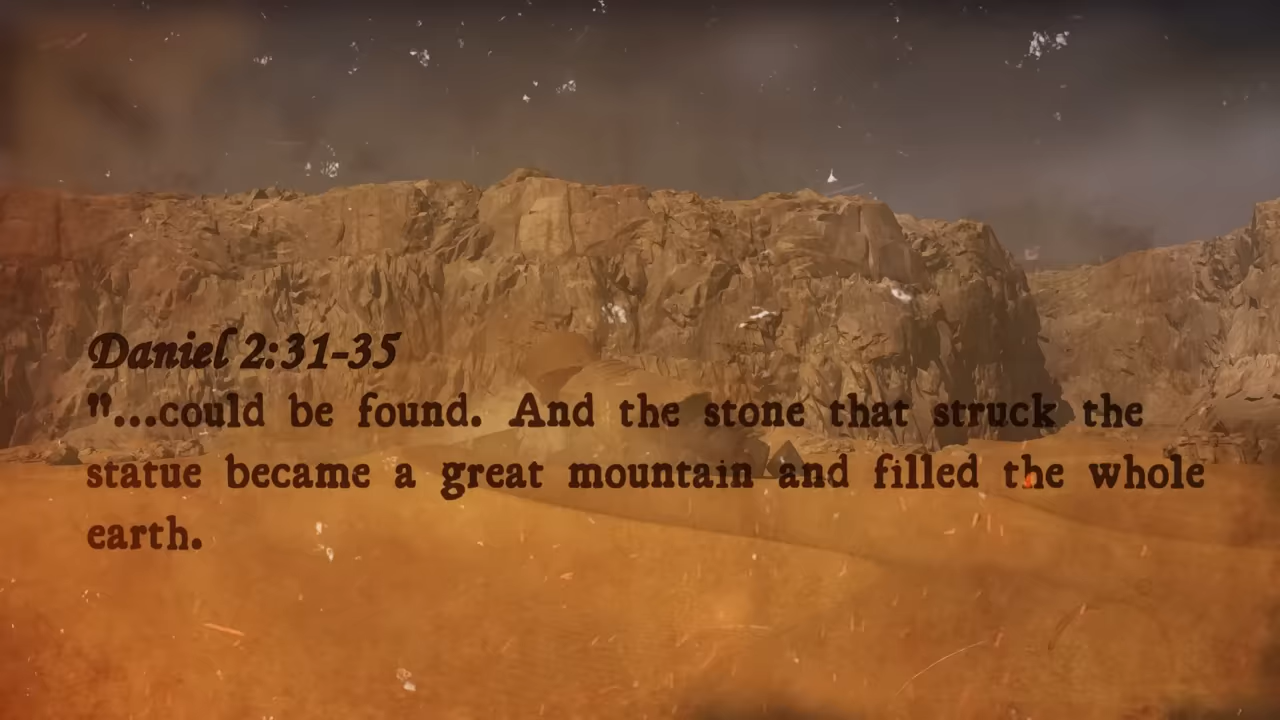 Daniel 2:31-35
"...could be found. And the stone that struck the
statue became a great mountain and filled the whole
earth.